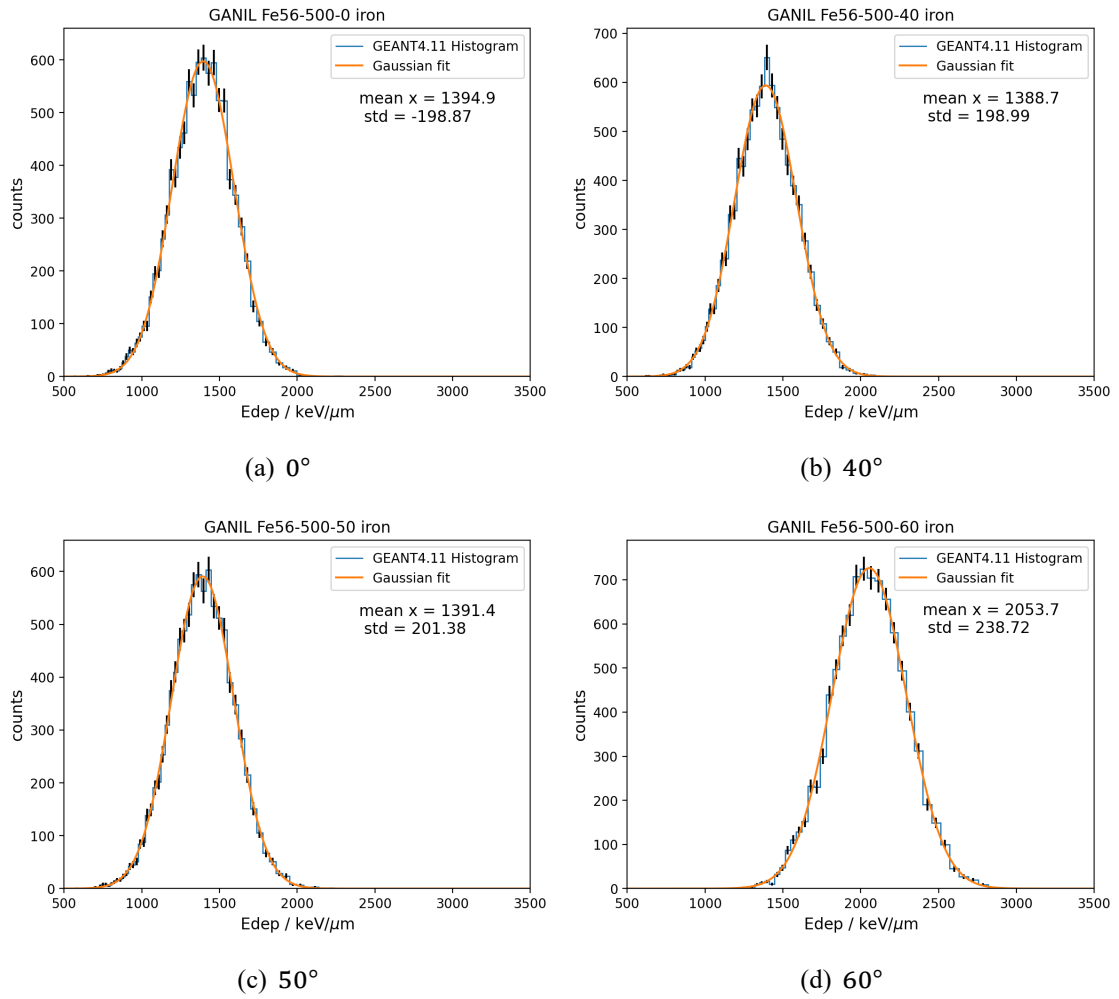 GANIL Fe56-500-0 iron
GEANT4.11 Histogram
Gaussian fit
mean x = 1394.9
std = -198.87
600
500
400
300
200
100
0
counts
500 1000 1500 2000 2500 3000 3500
Edep / keV/μm
(a) 0°
GANIL Fe56-500-40 iron
GEANT4.11 Histogram
Gaussian fit
mean x = 1388.7
std = 198.99
700
600
500
400
300
200
100
0
counts
500 1000 1500 2000 2500 3000 3500
Edep / keV/μm
(b) 40°
GANIL Fe56-500-50 iron
GEANT4.11 Histogram
Gaussian fit
mean x = 1391.4
std = 201.38
600
500
400
300
200
100
0
counts
500 1000 1500 2000 2500 3000 3500
Edep / keV/μm
(c) 50°
GANIL Fe56-500-60 iron
GEANT4.11 Histogram
Gaussian fit
mean x = 2053.7
std = 238.72
700
600
500
400
300
200
100
0
counts
500 1000 1500 2000 2500 3000 3500
Edep / keV/μm
(d) 60°